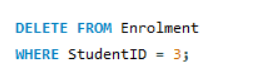 DELETE FROM Enrolment
WHERE StudentID = 3;